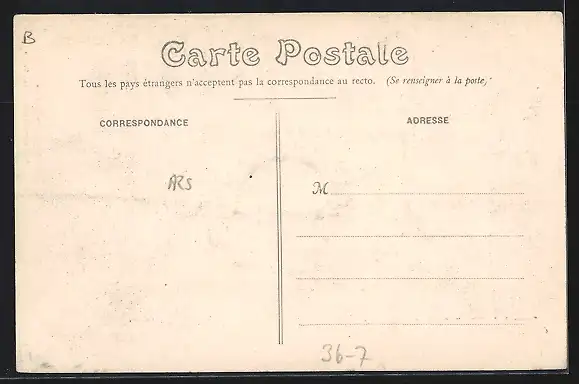 B
Carte Postale
Tous les pays étrangers n'acceptent pas la correspondance au recto. (Se renseigner à la poste)
CORRESPONDANCE
ADRESSE
M
36-7